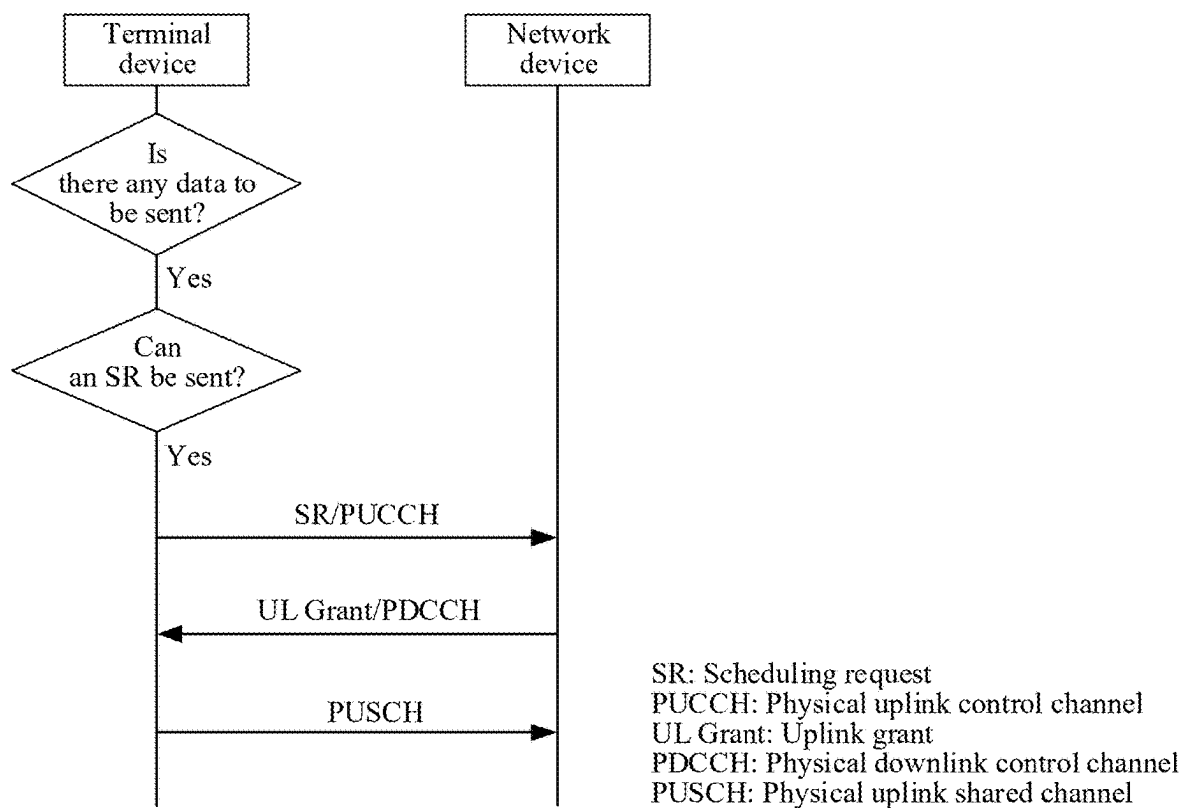 Terminal
device
Network
device
Is
there any data to
be sent?
Yes
Can
an SR be sent?
Yes
SR/PUCCH
UL Grant/PDCCH
PUSCH
SR: Scheduling request
PUCCH: Physical uplink control channel
UL Grant: Uplink grant
PDCCH: Physical downlink control channel
PUSCH: Physical uplink shared channel